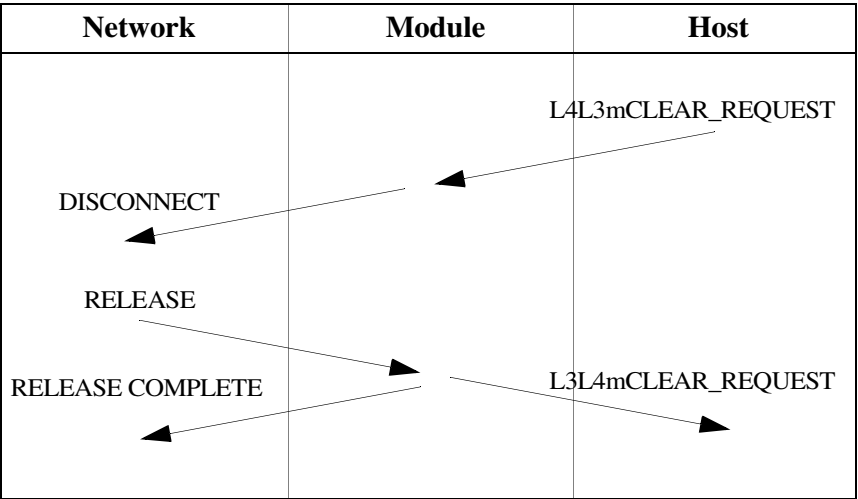 Network Module Host
L4L3mCLEAR_REQUEST
DISCONNECT
RELEASE
RELEASE COMPLETE L3L4mCLEAR_REQUEST